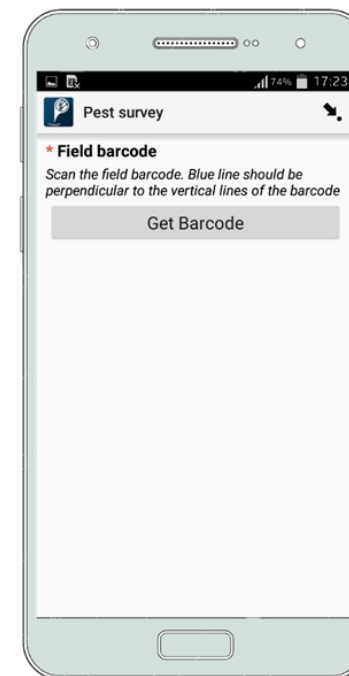 74% 17:23
Pest survey
* Field barcode
Scan the field barcode. Blue line should be
perpendicular to the vertical lines of the barcode
Get Barcode